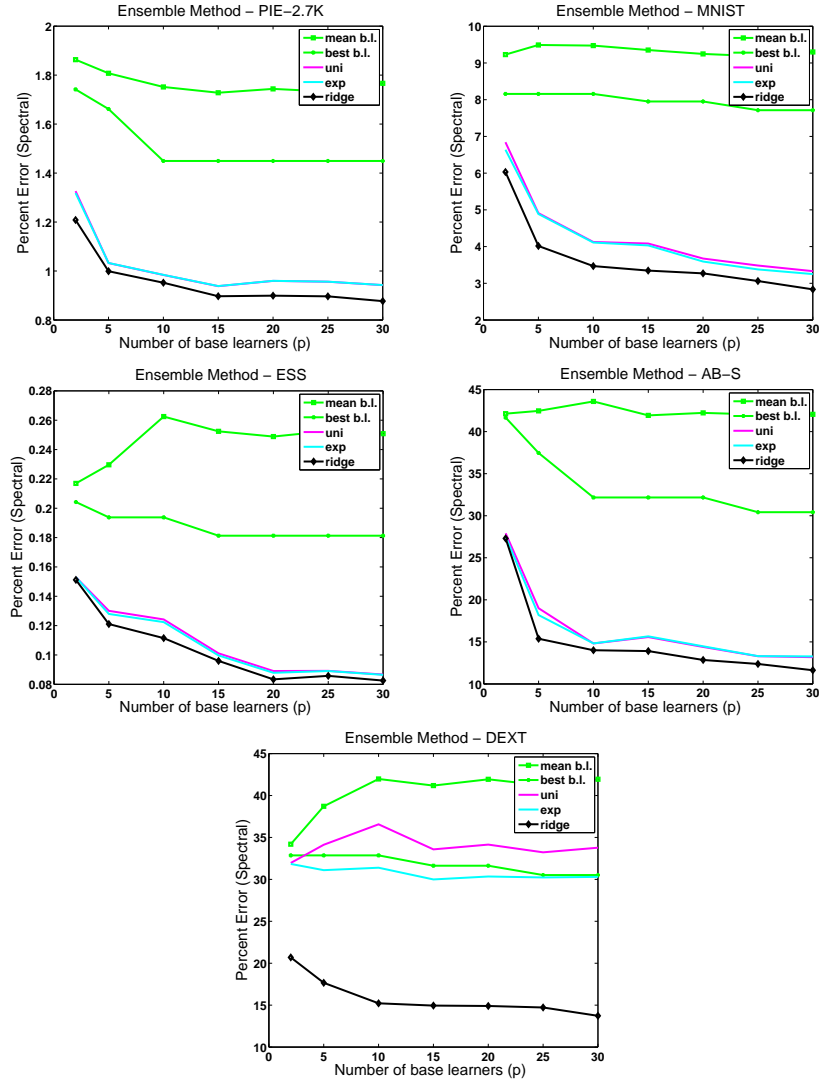 Ensemble Method – PIE–2.7K
Percent Error (Spectral)
2
1.8
1.6
1.4
1.2
1
0.8
0 5 10 15 20 25 30
Number of base learners (p)
mean b.l.
best b.l.
uni
exp
ridge
Ensemble Method – MNIST
Percent Error (Spectral)
10
9
8
7
6
5
4
3
2
0 5 10 15 20 25 30
Number of base learners (p)
mean b.l.
best b.l.
uni
exp
ridge
Ensemble Method – ESS
Percent Error (Spectral)
0.28
0.26
0.24
0.22
0.2
0.18
0.16
0.14
0.12
0.1
0.08
0 5 10 15 20 25 30
Number of base learners (p)
mean b.l.
best b.l.
uni
exp
ridge
Ensemble Method – AB–S
Percent Error (Spectral)
45
40
35
30
25
20
15
10
0 5 10 15 20 25 30
Number of base learners (p)
mean b.l.
best b.l.
uni
exp
ridge
Ensemble Method – DEXT
Percent Error (Spectral)
45
40
35
30
25
20
15
10
0 5 10 15 20 25 30
Number of base learners (p)
mean b.l.
best b.l.
uni
exp
ridge